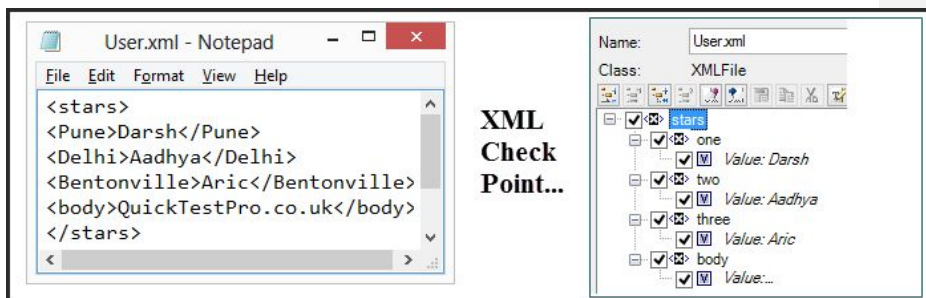 User.xml - Notepad
File Edit Format View Help
<stars>
<Pune>Darsh</Pune>
<Delhi>Aadhya</Delhi>
<Bentonville>Aric</Bentonville>
<body>QuickTestPro.co.uk</body>
</stars>
XML
Check
Point...
Name: User.xml
Class: XMLFile
stars
one
Value: Darsh
two
Value: Aadhya
three
Value: Aric
body
Value:...